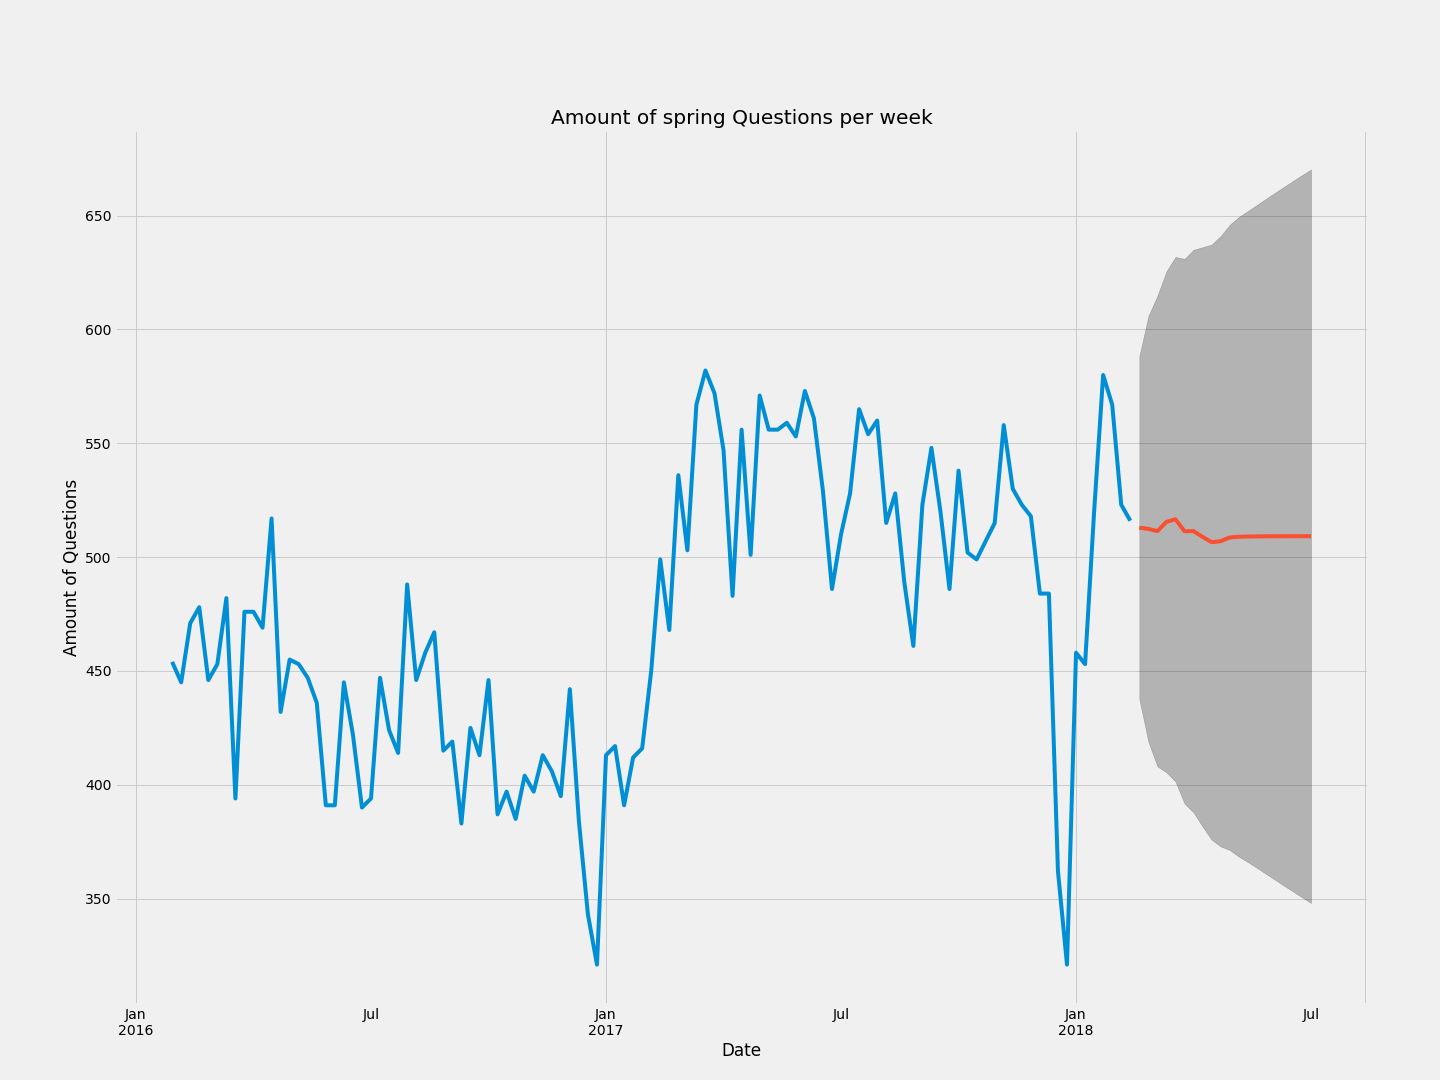 Amount of spring Questions per week
Amount of Questions
650
600
550
500
450
400
350
Jan
2016
Jul
Jan
2017
Jul
Jan
2018
Jul
Date